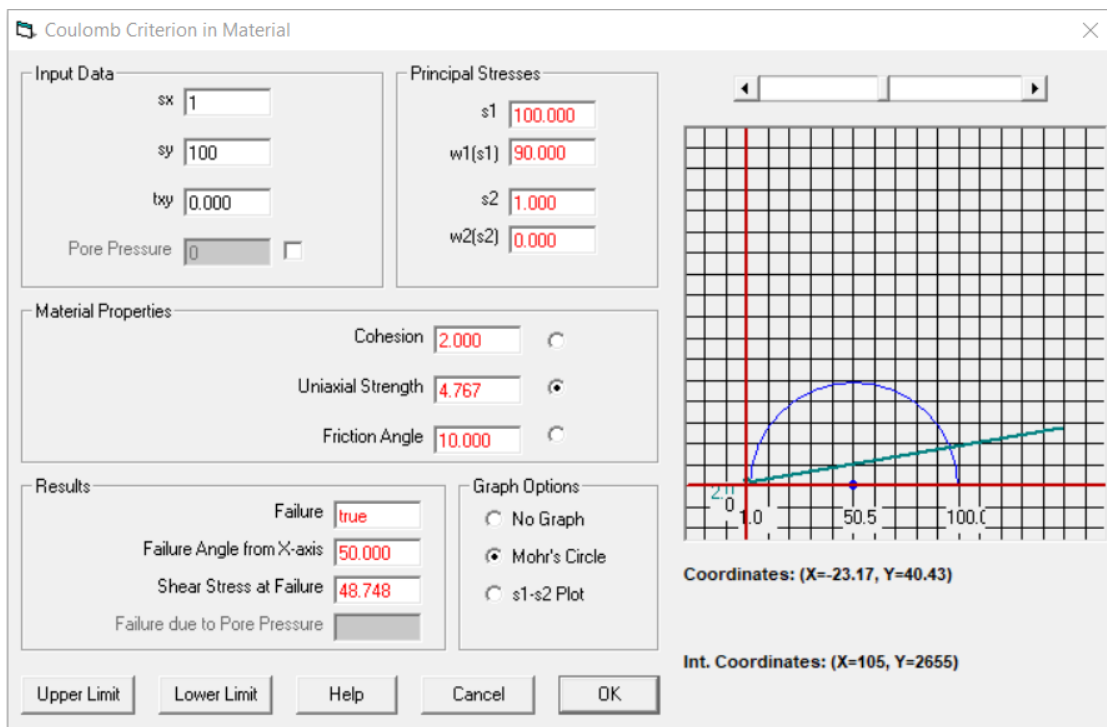 Coulomb Criterion in Material
Input Data
sx 1
sy 100
txy 0.000
Pore Pressure 0
Principal Stresses
s1 100.000
w1(s1) 90.000
s2 1.000
w2(s2) 0.000
Material Properties
Cohesion 2.000
Uniaxial Strength 4.767
Friction Angle 10.000
Results
Failure true
Failure Angle from X-axis 50.000
Shear Stress at Failure 48.748
Failure due to Pore Pressure
Graph Options
No Graph
Mohr's Circle
s1-s2 Plot
0
1.0 50.5 100.0
Coordinates: (X=-23.17, Y=40.43)
Int. Coordinates: (X=105, Y=2655)
Upper Limit Lower Limit Help Cancel OK